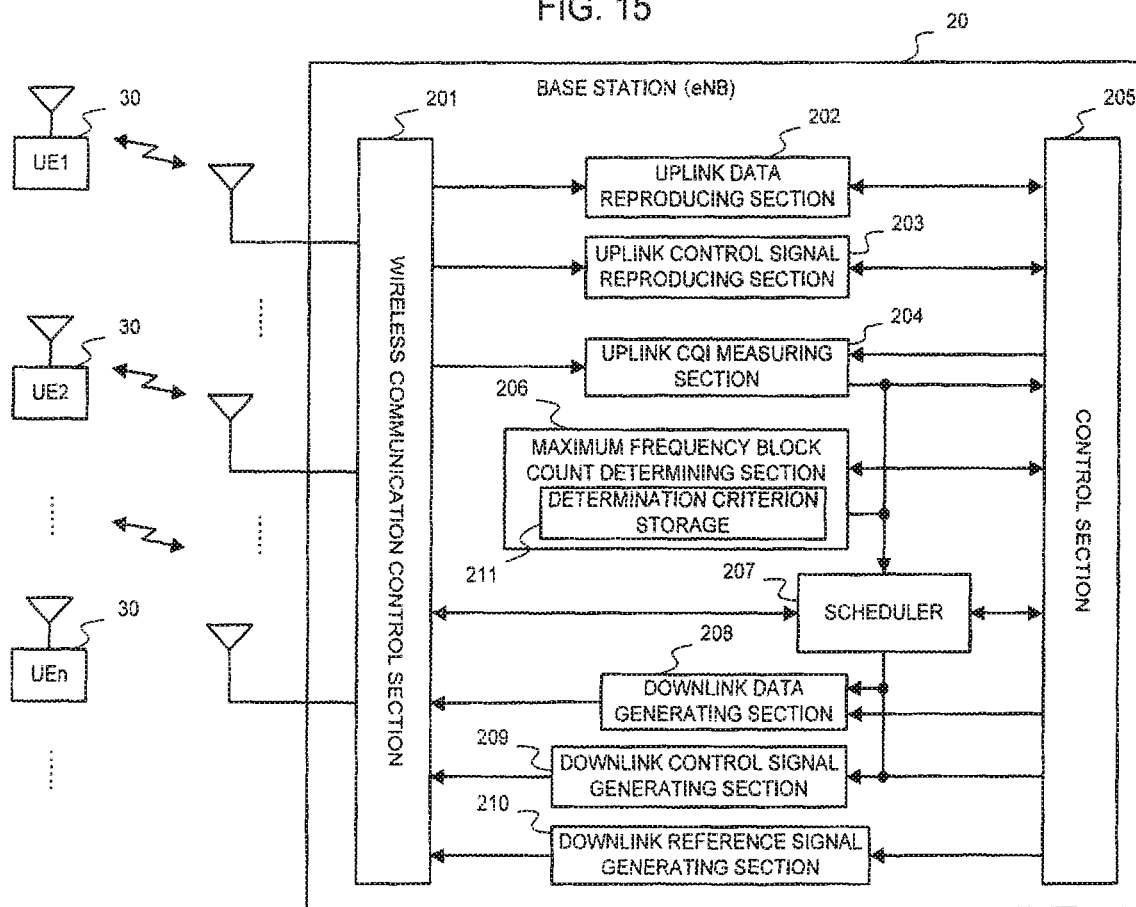 FIG. 15
20
BASE STATION (eNB)
30
UE1
201
202
205
UPLINK DATA
REPRODUCING SECTION
203
UPLINK CONTROL SIGNAL
REPRODUCING SECTION
30
UE2
204
UPLINK CQI MEASURING
SECTION
206
MAXIMUM FREQUENCY BLOCK
COUNT DETERMINING SECTION
DETERMINATION CRITERION
STORAGE
211
207
SCHEDULER
30
UEn
208
DOWNLINK DATA
GENERATING SECTION
209
DOWNLINK CONTROL SIGNAL
GENERATING SECTION
210
DOWNLINK REFERENCE SIGNAL
GENERATING SECTION
WIRELESS COMMUNICATION CONTROL SECTION
CONTROL SECTION